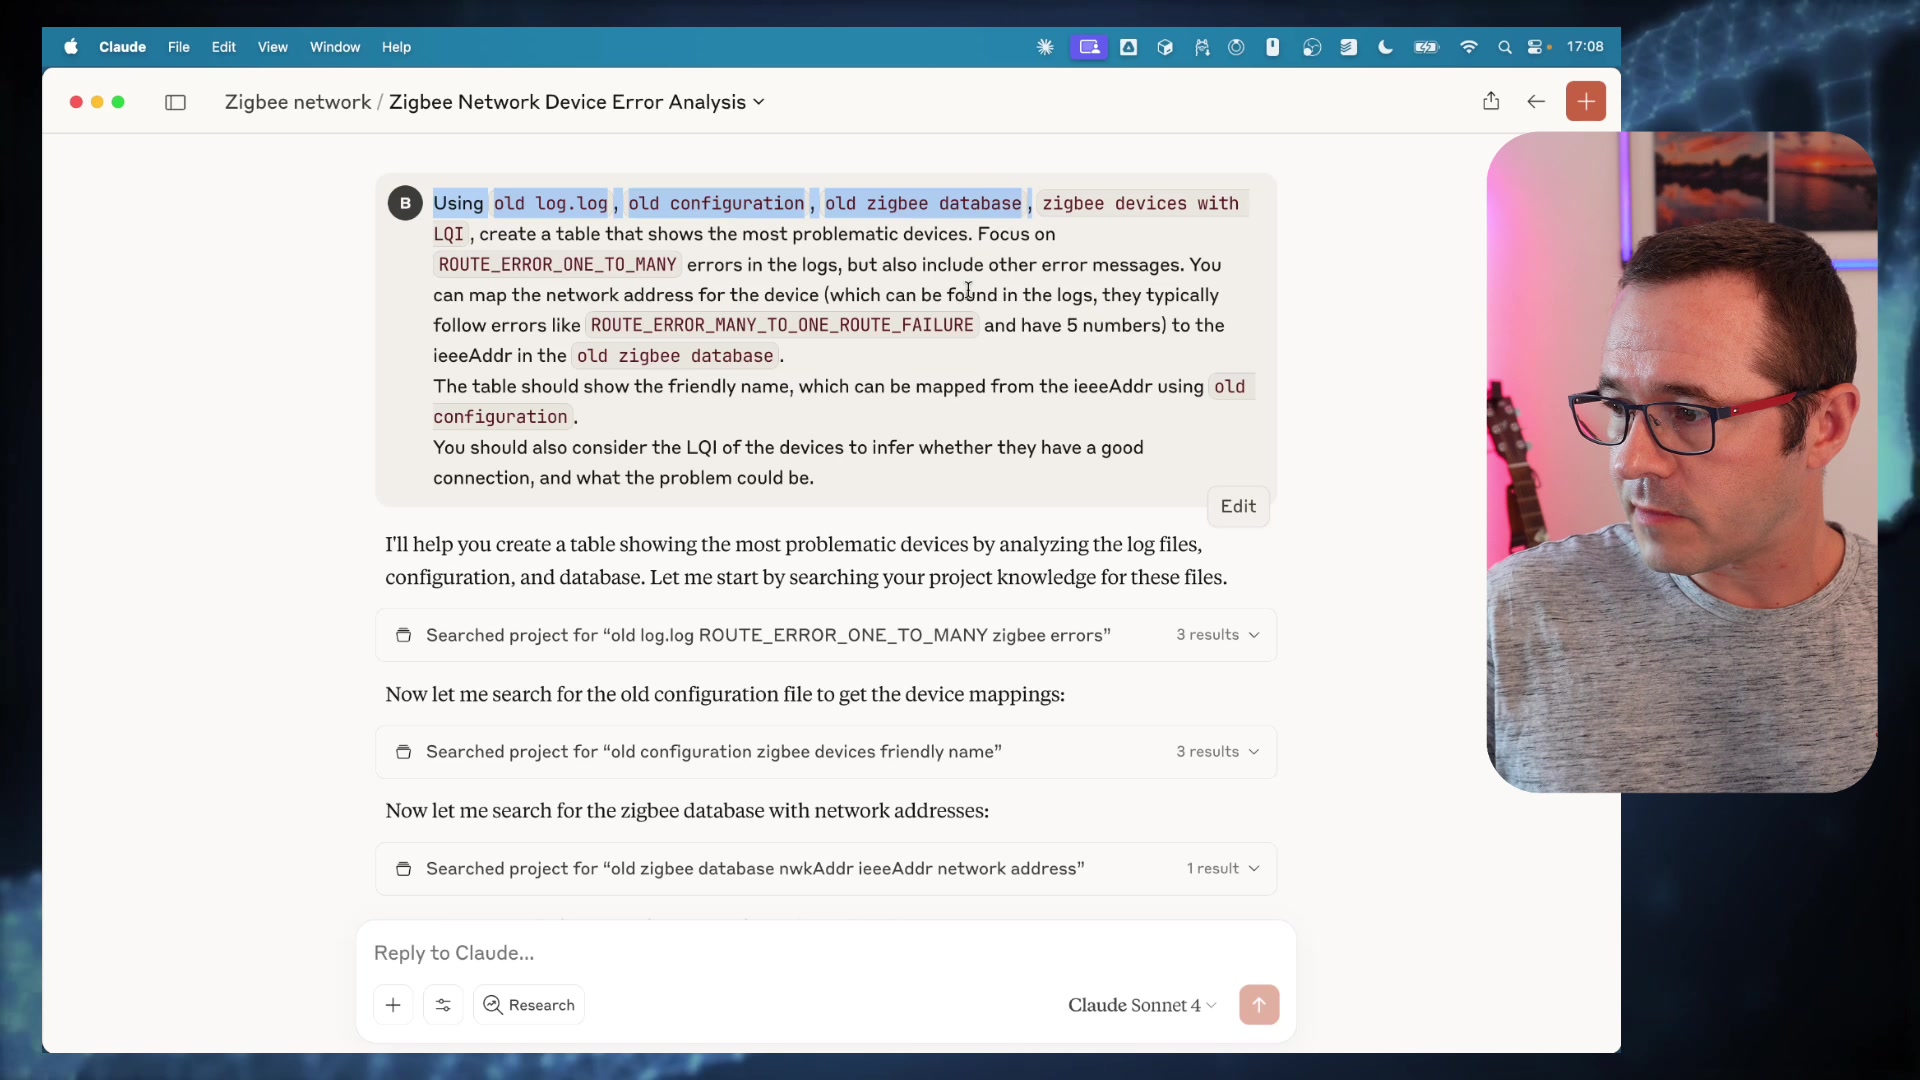 Claude File Edit View Window Help 17:08
Zigbee network / Zigbee Network Device Error Analysis
B
Using old log.log, old configuration, old zigbee database, zigbee devices with
LQI, create a table that shows the most problematic devices. Focus on
ROUTE_ERROR_ONE_TO_MANY errors in the logs, but also include other error messages. You
can map the network address for the device (which can be found in the logs, they typically
follow errors like ROUTE_ERROR_MANY_TO_ONE_ROUTE_FAILURE and have 5 numbers) to the
ieeeAddr in the old zigbee database.
The table should show the friendly name, which can be mapped from the ieeeAddr using old
configuration.
You should also consider the LQI of the devices to infer whether they have a good
connection, and what the problem could be.
Edit
I'll help you create a table showing the most problematic devices by analyzing the log files,
configuration, and database. Let me start by searching your project knowledge for these files.
Searched project for “old log.log ROUTE_ERROR_ONE_TO_MANY zigbee errors” 3 results
Now let me search for the old configuration file to get the device mappings:
Searched project for “old configuration zigbee devices friendly name” 3 results
Now let me search for the zigbee database with network addresses:
Searched project for “old zigbee database nwkAddr ieeeAddr network address” 1 result
Reply to Claude...
Research Claude Sonnet 4